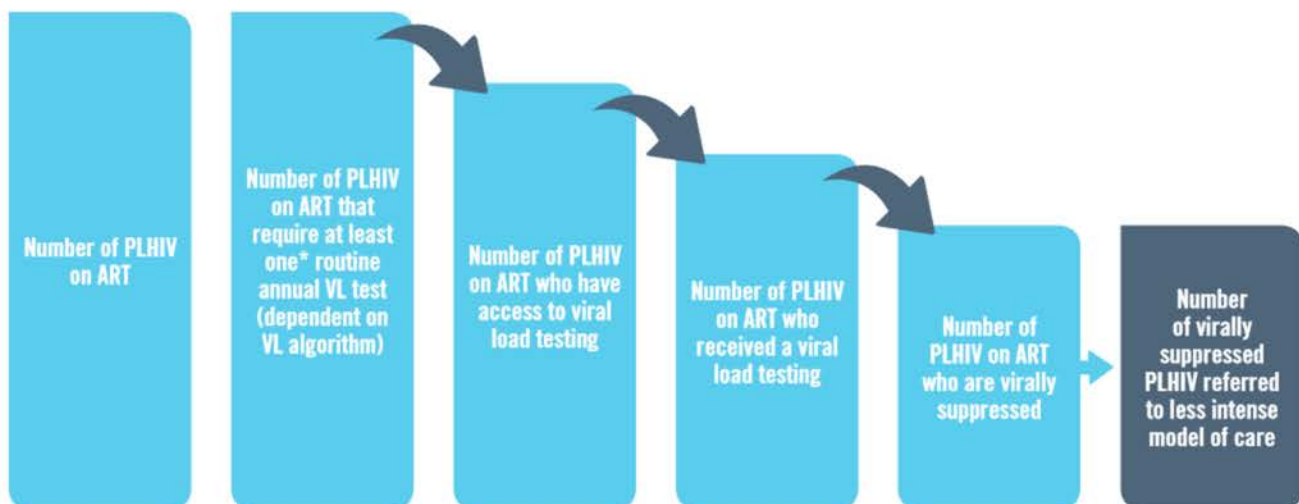 Number of PLHIV
on ART
Number of PLHIV
on ART that
require at least
one* routine
annual VL test
(dependent on
VL algorithm)
Number of PLHIV
on ART who have
access to viral
load testing
Number of PLHIV
on ART who
received a viral
load testing
Number of
PLHIV on ART
who are virally
suppressed
Number
of virally
suppressed
PLHIV referred
to less intense
model of care